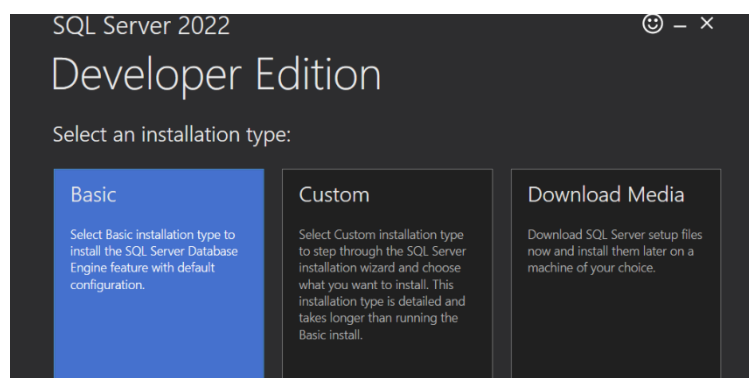 SQL Server 2022
Developer Edition
Select an installation type:
Basic
Select Basic installation type to
install the SQL Server Database
Engine feature with default
configuration.
Custom
Select Custom installation type
to step through the SQL Server
installation wizard and choose
what you want to install. This
installation type is detailed and
takes longer than running the
Basic install.
Download Media
Download SQL Server setup files
now and install them later on a
machine of your choice.